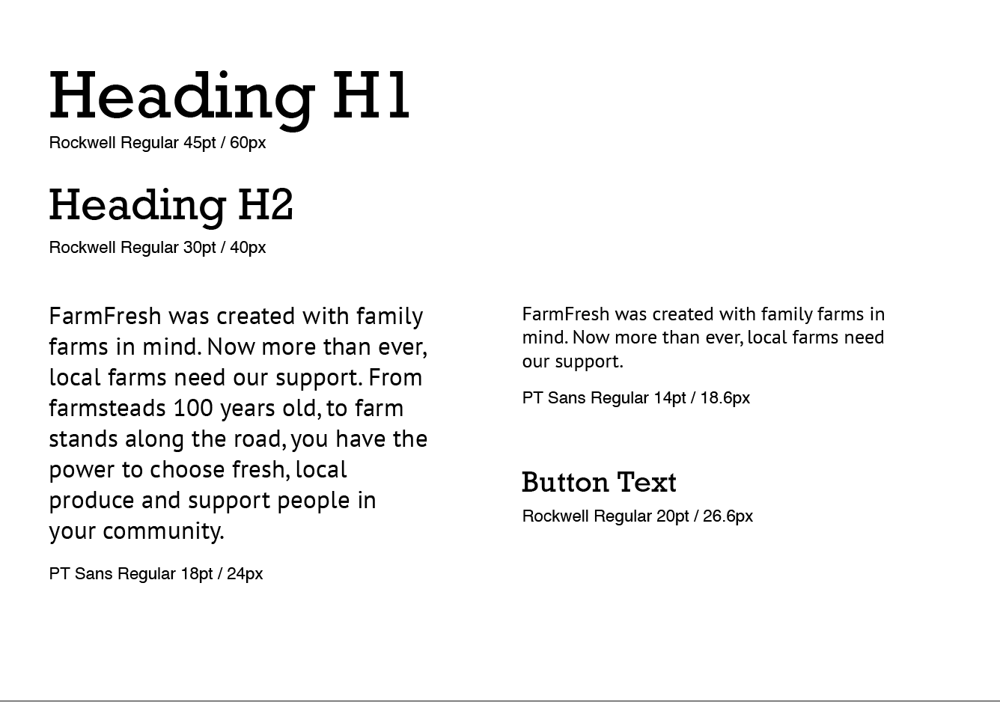 Heading H1
Rockwell Regular 45pt / 60px
Heading H2
Rockwell Regular 30pt / 40px
FarmFresh was created with family
farms in mind. Now more than ever,
local farms need our support. From
farmsteads 100 years old, to farm
stands along the road, you have the
power to choose fresh, local
produce and support people in
your community.
PT Sans Regular 18pt / 24px
FarmFresh was created with family farms in
mind. Now more than ever, local farms need
our support.
PT Sans Regular 14pt / 18.6px
Button Text
Rockwell Regular 20pt / 26.6px